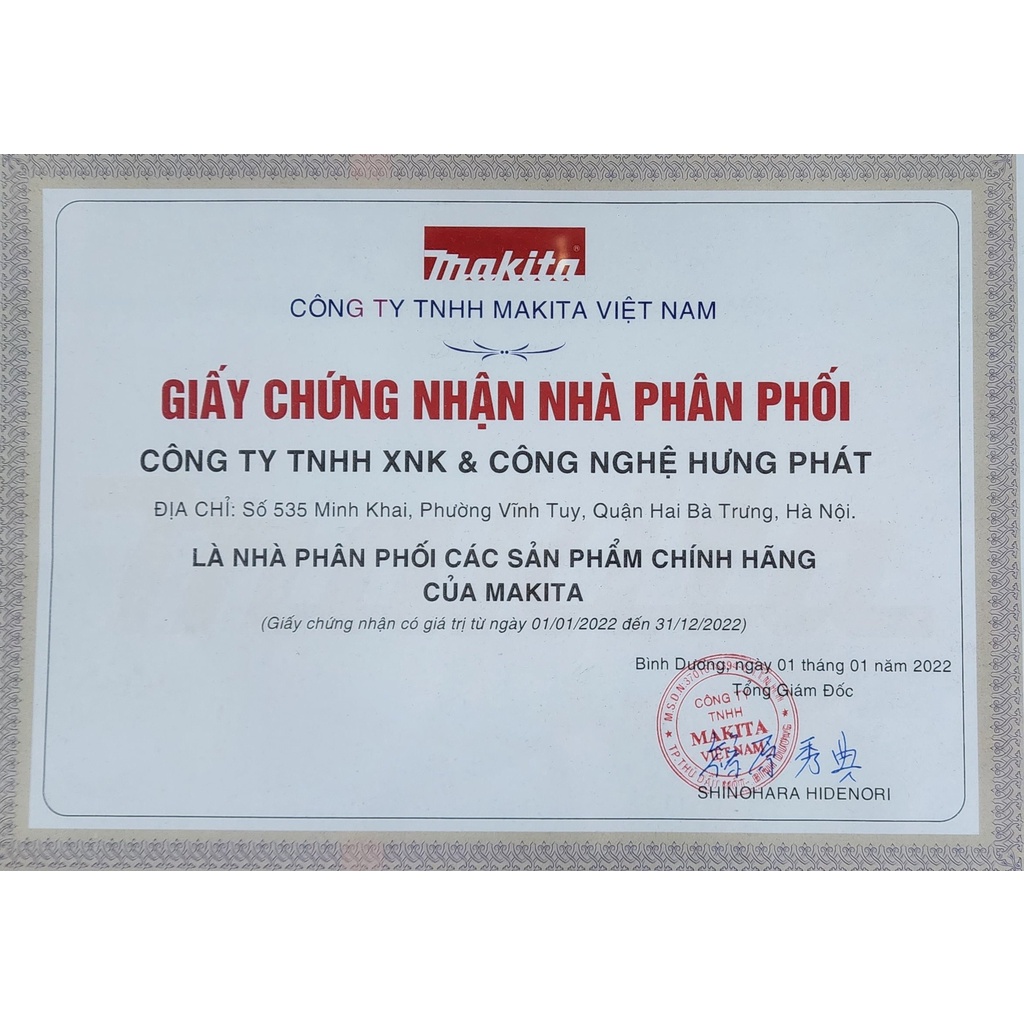 makita®
CÔNG TY TNHH MAKITA VIỆT NAM
GIẤY CHỨNG NHẬN NHÀ PHÂN PHỐI
CÔNG TY TNHH XNK & CÔNG NGHỆ HƯNG PHÁT
ĐỊA CHỈ: Số 535 Minh Khai, Phường Vĩnh Tuy, Quận Hai Bà Trưng, Hà Nội.
LÀ NHÀ PHÂN PHỐI CÁC SẢN PHẨM CHÍNH HÃNG
CỦA MAKITA
(Giấy chứng nhận có giá trị từ ngày 01/01/2022 đến 31/12/2022)
Bình Dương, ngày 01 tháng 01 năm 2022
Tổng Giám Đốc
CÔNG TY
TNHH
MAKITA
VIỆT NAM
秀典
SHINOHARA HIDENORI